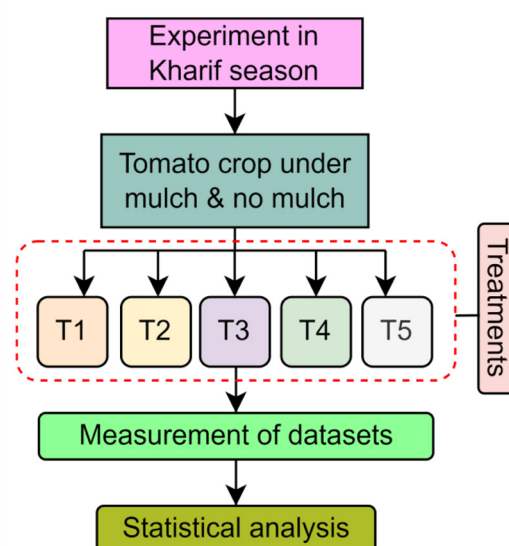 Experiment in
Kharif season
Tomato crop under
mulch & no mulch
T1 T2 T3 T4 T5
Treatments
Measurement of datasets
Statistical analysis